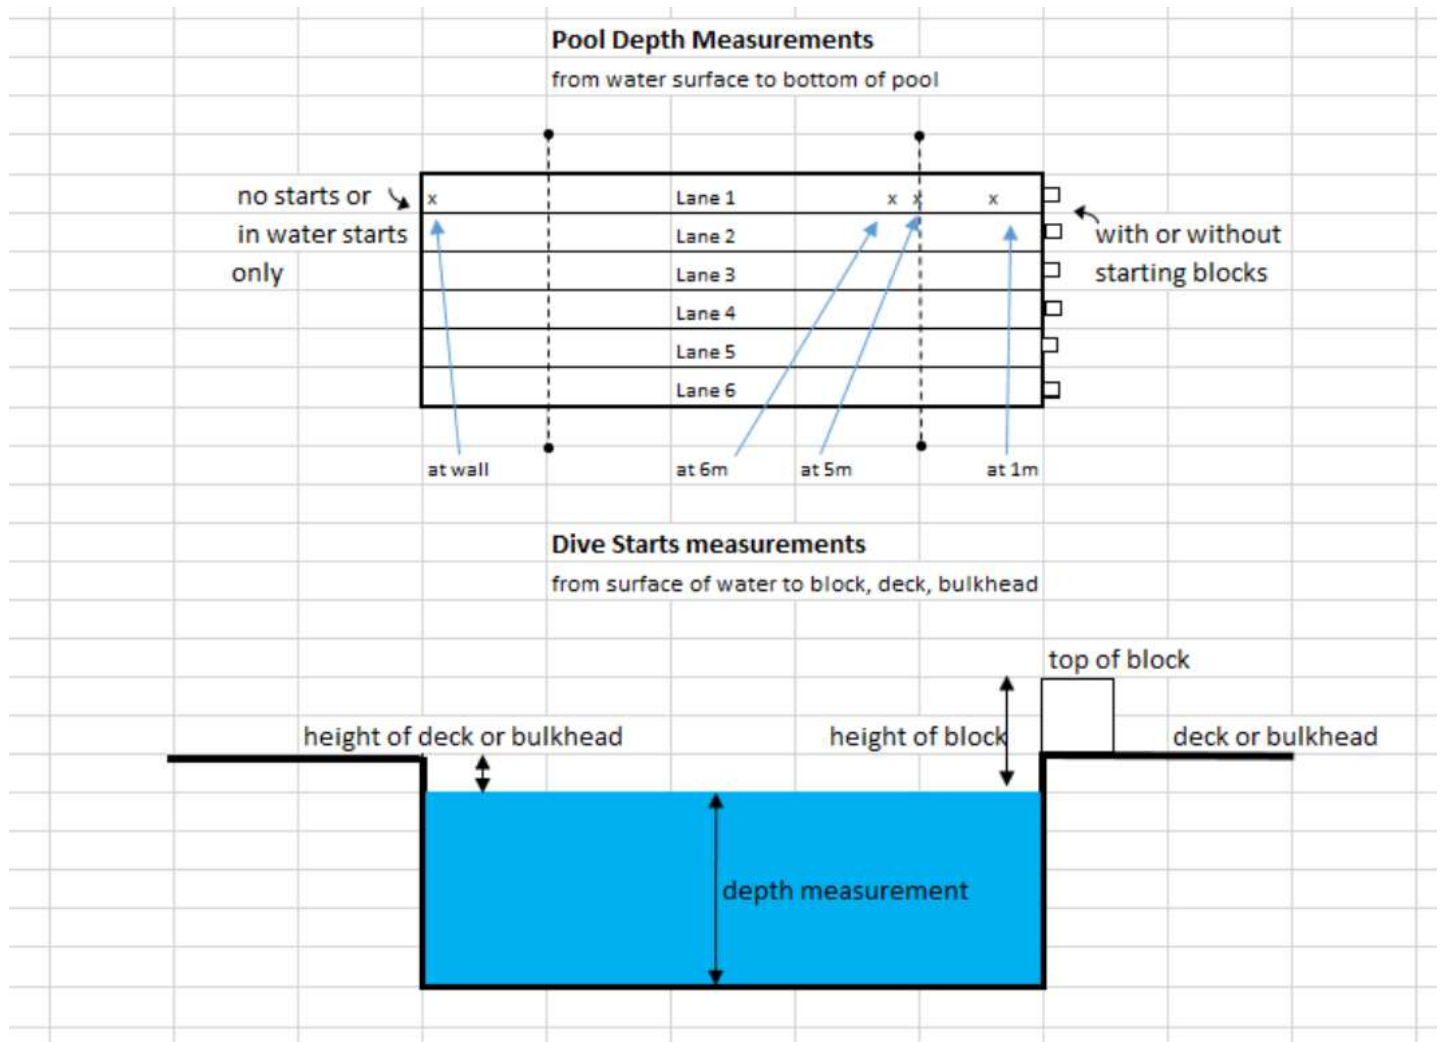 Pool Depth Measurements
from water surface to bottom of pool
no starts or
in water starts
only
x
Lane 1
x
x
x
Lane 2
Lane 3
Lane 4
Lane 5
Lane 6
with or without
starting blocks
at wall
at 6m
at 5m
at 1m
Dive Starts measurements
from surface of water to block, deck, bulkhead
top of block
height of deck or bulkhead
height of block
deck or bulkhead
depth measurement